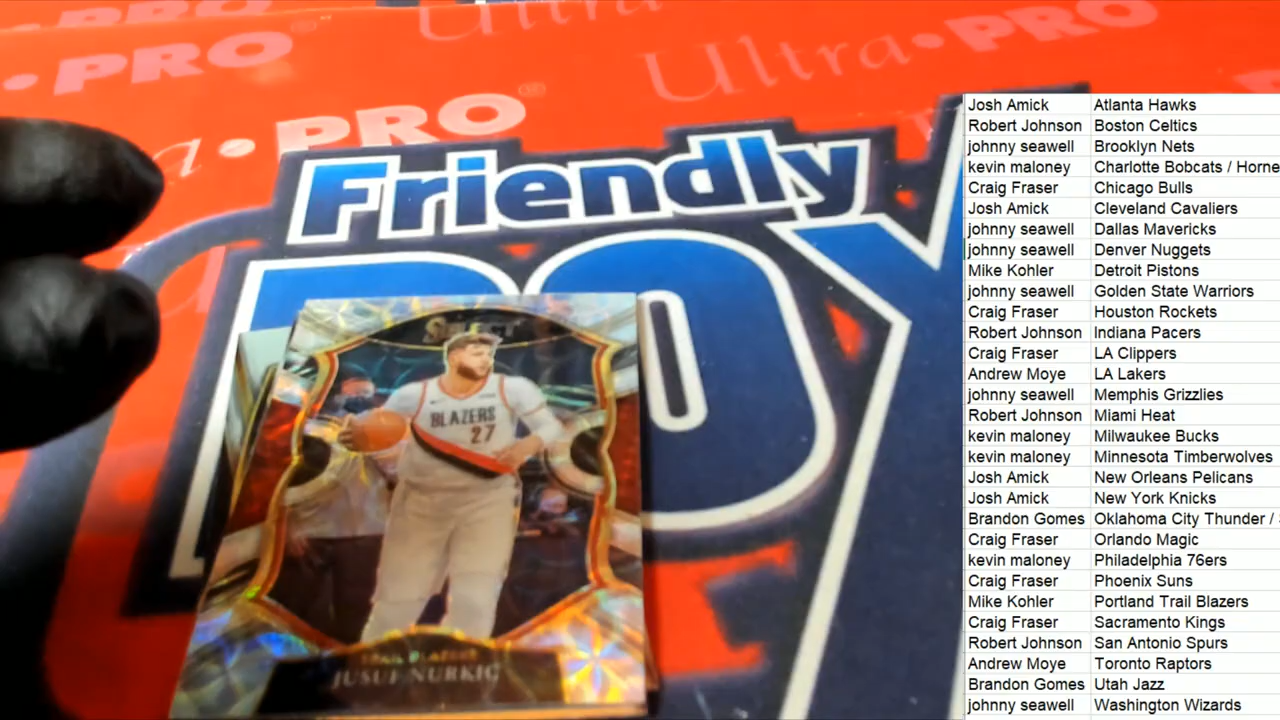 Ultra
PRO
Ultra PRO
PRO®
Friendly
SELECT
BLAZERS
27
TRAIL BLAZERS
JUSUF NURKIC
Josh Amick Atlanta Hawks
Robert Johnson Boston Celtics
johnny seawell Brooklyn Nets
kevin maloney Charlotte Bobcats / Horne
Craig Fraser Chicago Bulls
Josh Amick Cleveland Cavaliers
johnny seawell Dallas Mavericks
johnny seawell Denver Nuggets
Mike Kohler Detroit Pistons
johnny seawell Golden State Warriors
Craig Fraser Houston Rockets
Robert Johnson Indiana Pacers
Craig Fraser LA Clippers
Andrew Moye LA Lakers
johnny seawell Memphis Grizzlies
Robert Johnson Miami Heat
kevin maloney Milwaukee Bucks
kevin maloney Minnesota Timberwolves
Josh Amick New Orleans Pelicans
Josh Amick New York Knicks
Brandon Gomes Oklahoma City Thunder /
Craig Fraser Orlando Magic
kevin maloney Philadelphia 76ers
Craig Fraser Phoenix Suns
Mike Kohler Portland Trail Blazers
Craig Fraser Sacramento Kings
Robert Johnson San Antonio Spurs
Andrew Moye Toronto Raptors
Brandon Gomes Utah Jazz
johnny seawell Washington Wizards